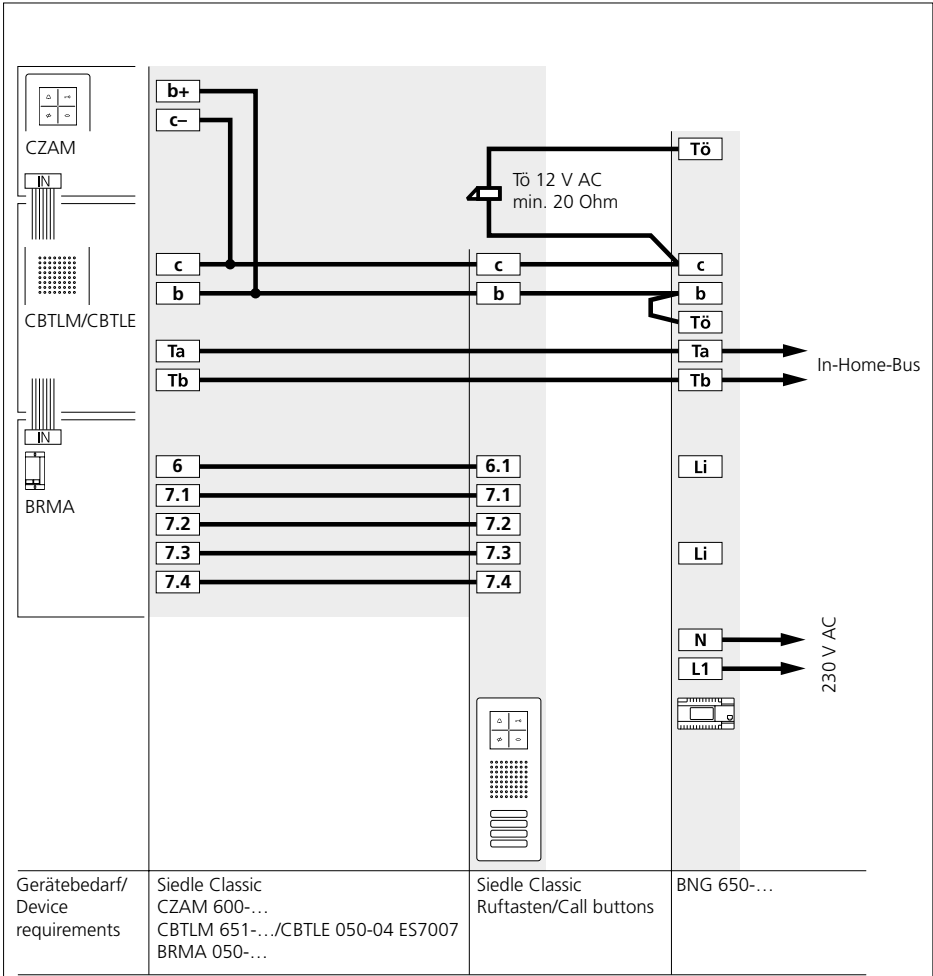 b+
c–
CZAM
IN
Tö
Tö 12 V AC
min. 20 Ohm
c
c
c
b
b
b
CBTLM/CBTLE
Tö
Ta
Ta
In-Home-Bus
Tb
Tb
IN
6
6.1
Li
BRMA
7.1
7.1
7.2
7.2
7.3
7.3
Li
7.4
7.4
N
L1
230 V AC
Gerätebedarf/
Device
requirements
Siedle Classic
CZAM 600-…
CBTLM 651-…/CBTLE 050-04 ES7007
BRMA 050-…
Siedle Classic
Ruftasten/Call buttons
BNG 650-…